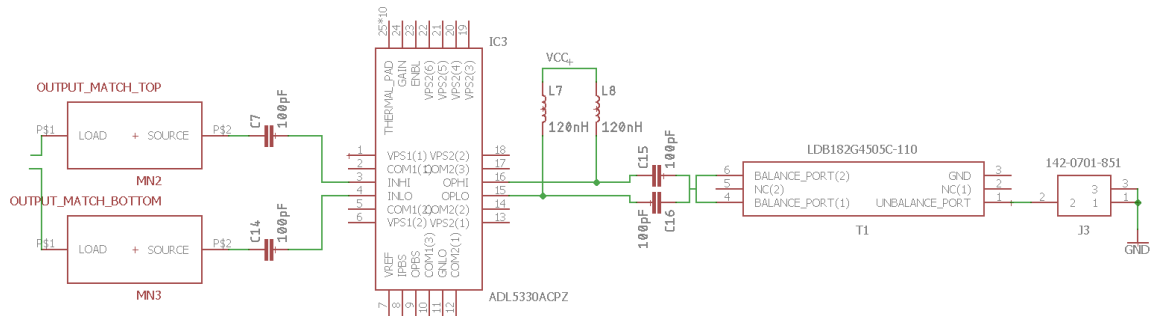 OUTPUT_MATCH_TOP
P$1
LOAD
+ SOURCE
P$2
MN2
C7
100pF
OUTPUT_MATCH_BOTTOM
P$1
LOAD
+ SOURCE
P$2
MN3
C14
100pF
25*10
24
23
22
21
20
19
IC3
THERMAL_PAD
GAIN
ENBL
VPS2(6)
VPS2(5)
VPS2(4)
VPS2(3)
1 VPS1(1) VPS2(2) 18
2 COM1(1) COM2(3) 17
3 INHI OPHI 16
4 INLO OPLO 15
5 COM1(2) COM2(2) 14
6 VPS1(2) VPS2(1) 13
VREF
IPBS
OPBS
COM1(3)
GNLO
COM2(1)
7
8
9
10
11
12
ADL5330ACPZ
VCC
L7
120nH
L8
120nH
C15
100pF
100pF
C16
LDB182G4505C-110
6 BALANCE_PORT(2) GND 3
5 NC(2) NC(1) 2
4 BALANCE_PORT(1) UNBALANCE_PORT 1
T1
142-0701-851
2 2 3 3
1 1
J3
GND